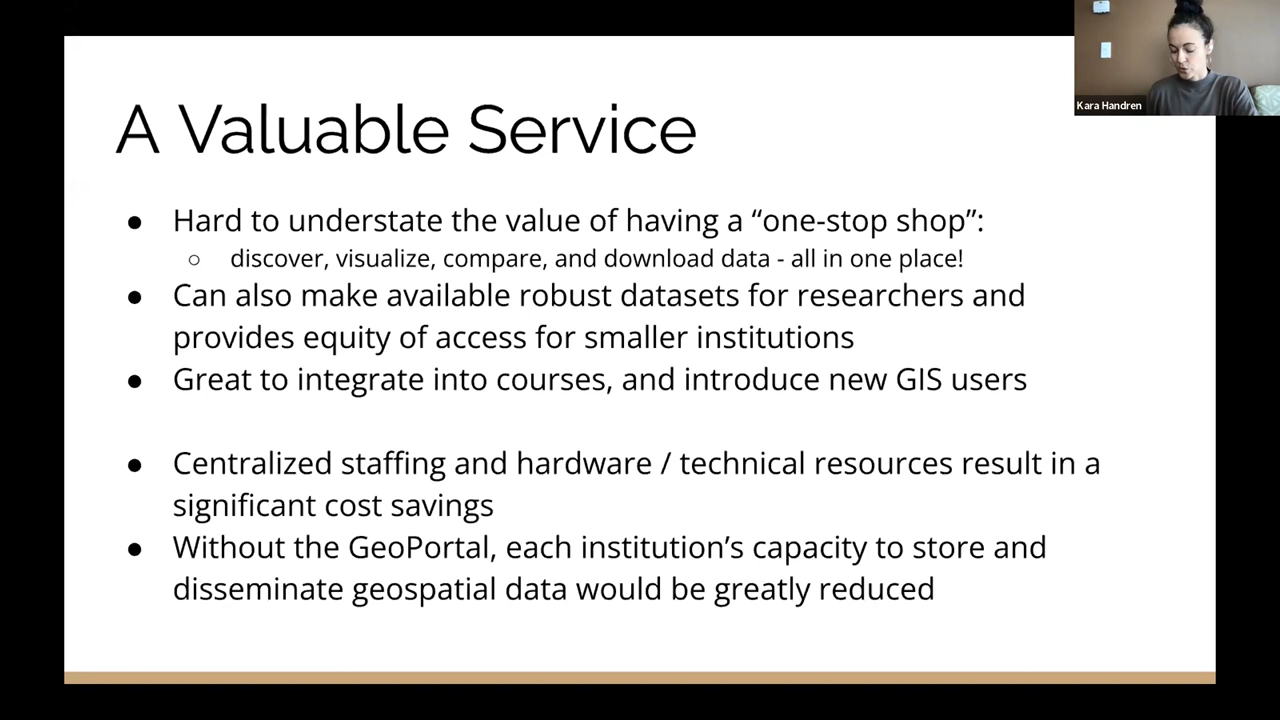 Kara Handren
A Valuable Service
● Hard to understate the value of having a “one-stop shop”:
○ discover, visualize, compare, and download data - all in one place!
● Can also make available robust datasets for researchers and
provides equity of access for smaller institutions
● Great to integrate into courses, and introduce new GIS users
● Centralized staffing and hardware / technical resources result in a
significant cost savings
● Without the GeoPortal, each institution’s capacity to store and
disseminate geospatial data would be greatly reduced